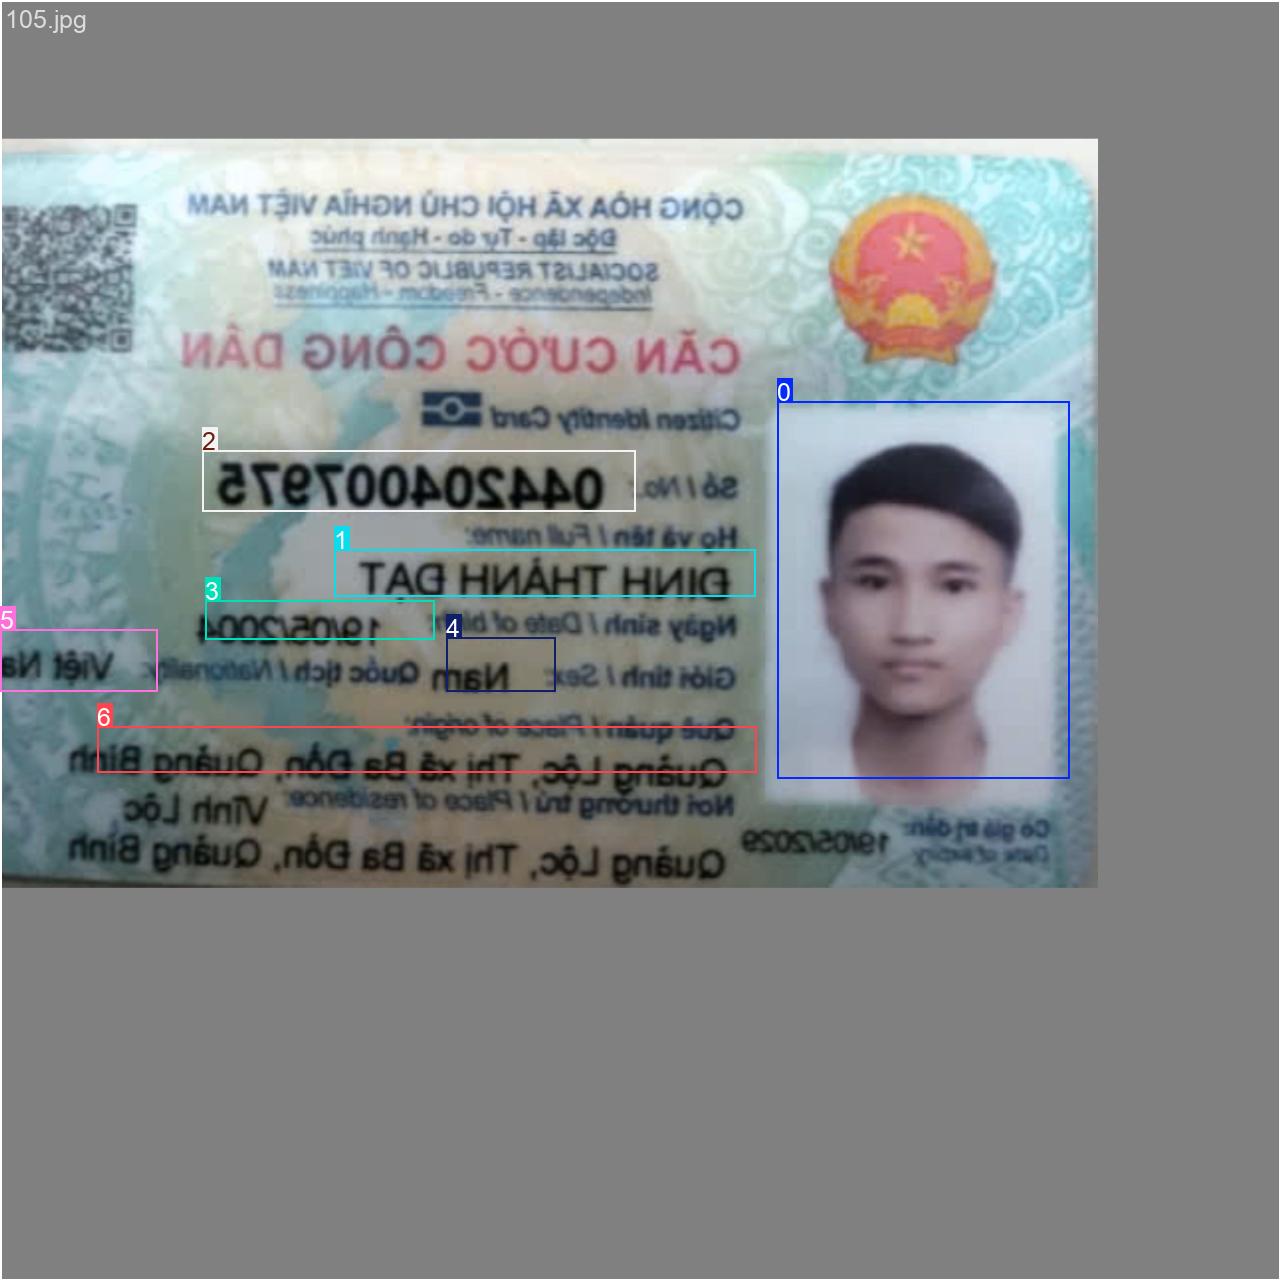 105.jpg
CỘNG HÒA XÃ HỘI CHỦ NGHĨA VIỆT NAM
Độc lập - Tự do - Hạnh phúc
SOCIALIST REPUBLIC OF VIET NAM
Independence - Freedom - Happiness
CĂN CƯỚC CÔNG DÂN
Citizen Identity Card
0
2
Số / No.: 044204007975
Họ và tên / Full name:
1
ĐINH THÀNH ĐẠT
3
Ngày sinh / Date of birth: 19/05/2004
4
5
Giới tính / Sex: Nam Quốc tịch / Nationality: Việt Na
6
Quê quán / Place of origin:
Quảng Lộc, Thị xã Ba Đồn, Quảng Bình
Nơi thường trú / Place of residence: Vĩnh Lộc
Quảng Lộc, Thị xã Ba Đồn, Quảng Bình
Có giá trị đến: 19/05/2029
Date of expiry: